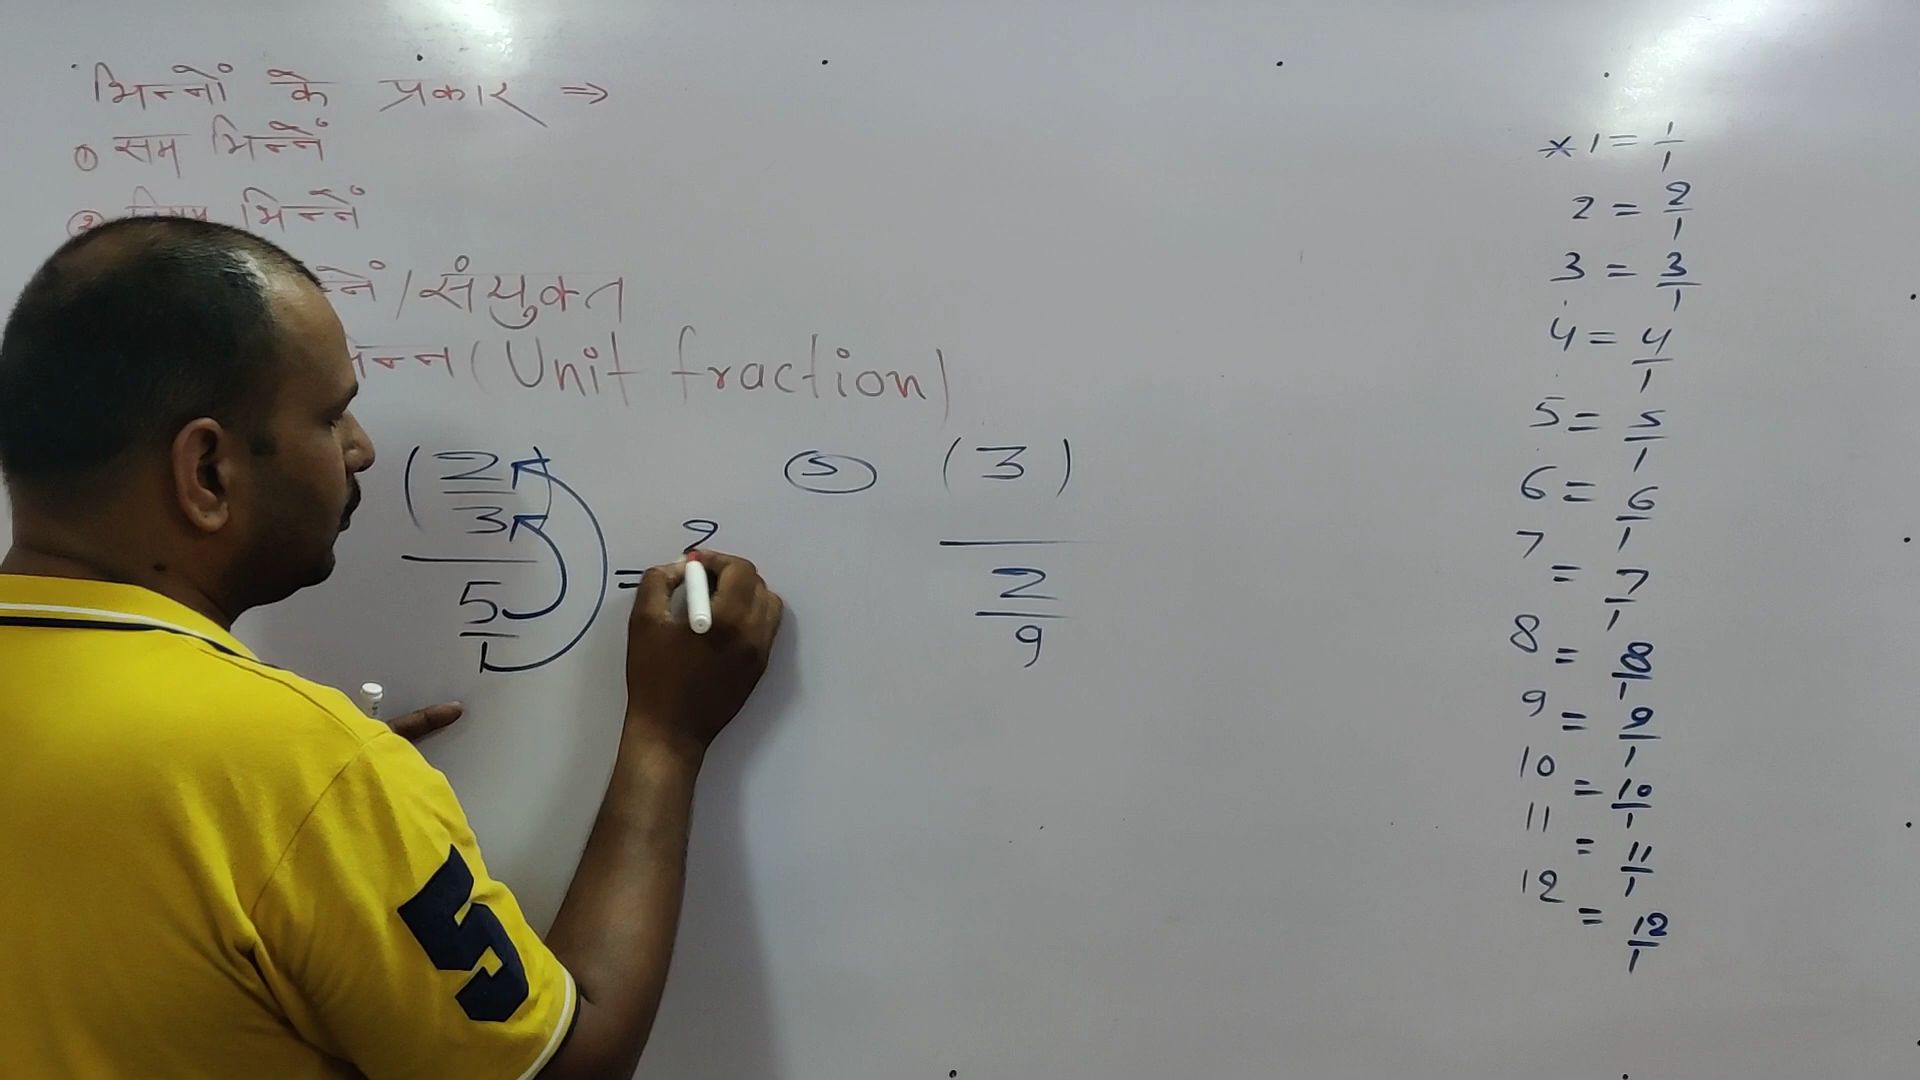 भिन्नों के प्रकार ⇒
① सम भिन्नें
② विषम भिन्नें
/संयुक्त
भिन्न (Unit fraction)
(2/3) / (5/1) =
⑤ (3) / (2/9)
* 1 = 1/1
2 = 2/1
3 = 3/1
4 = 4/1
5 = 5/1
6 = 6/1
7 = 7/1
8 = 8/1
9 = 9/1
10 = 10/1
11 = 11/1
12 = 12/1
5